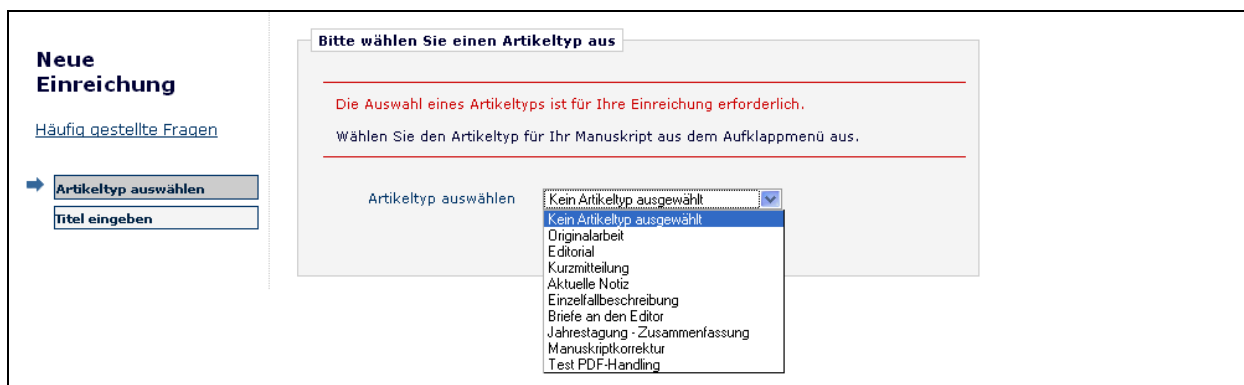 Neue
Einreichung
Häufig gestellte Fragen
Artikeltyp auswählen
Titel eingeben
Bitte wählen Sie einen Artikeltyp aus
Die Auswahl eines Artikeltyps ist für Ihre Einreichung erforderlich.
Wählen Sie den Artikeltyp für Ihr Manuskript aus dem Aufklappmenü aus.
Artikeltyp auswählen
Kein Artikeltyp ausgewählt
Kein Artikeltyp ausgewählt
Originalarbeit
Editorial
Kurzmitteilung
Aktuelle Notiz
Einzelfallbeschreibung
Briefe an den Editor
Jahrestagung - Zusammenfassung
Manuskriptkorrektur
Test PDF-Handling